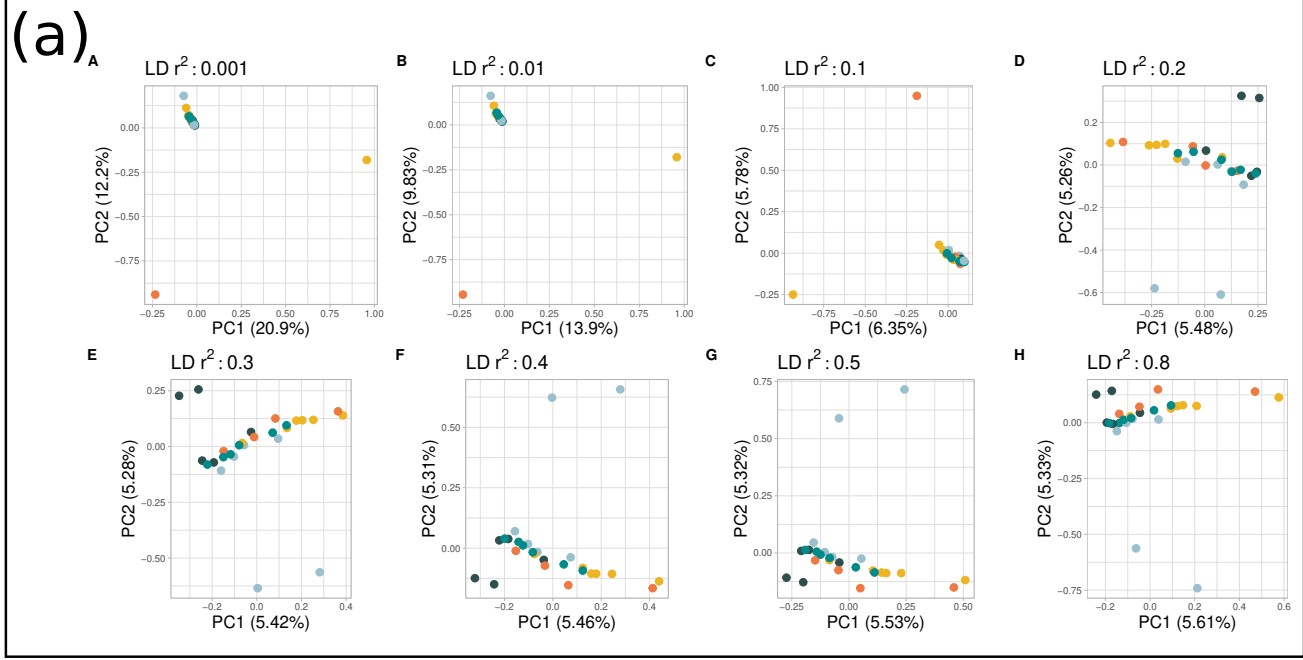 (a)
A
LD r²: 0.001
0.00
−0.25
−0.50
−0.75
−0.25 0.00 0.25 0.50 0.75 1.00
PC2 (12.2%)
PC1 (20.9%)
B
LD r²: 0.01
0.00
−0.25
−0.50
−0.75
−0.25 0.00 0.25 0.50 0.75 1.00
PC2 (9.83%)
PC1 (13.9%)
C
LD r²: 0.1
1.00
0.75
0.50
0.25
0.00
−0.25
−0.75 −0.50 −0.25 0.00
PC2 (5.78%)
PC1 (6.35%)
D
LD r²: 0.2
0.2
0.0
−0.2
−0.4
−0.6
−0.25 0.00 0.25
PC2 (5.26%)
PC1 (5.48%)
E
LD r²: 0.3
0.25
0.00
−0.25
−0.50
−0.2 0.0 0.2 0.4
PC2 (5.28%)
PC1 (5.42%)
F
LD r²: 0.4
0.50
0.25
0.00
−0.2 0.0 0.2 0.4
PC2 (5.31%)
PC1 (5.46%)
G
LD r²: 0.5
0.75
0.50
0.25
0.00
−0.25 0.00 0.25 0.50
PC2 (5.32%)
PC1 (5.53%)
H
LD r²: 0.8
0.00
−0.25
−0.50
−0.75
−0.2 0.0 0.2 0.4 0.6
PC2 (5.33%)
PC1 (5.61%)